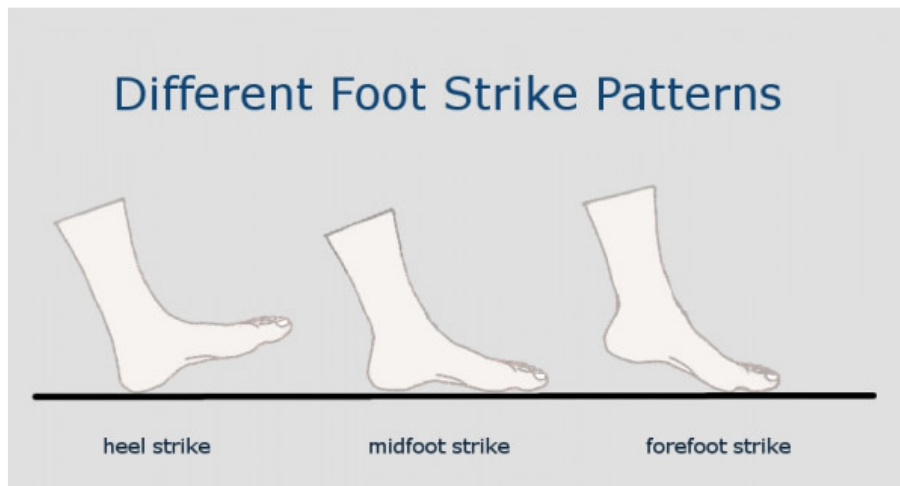 Different Foot Strike Patterns
heel strike
midfoot strike
forefoot strike